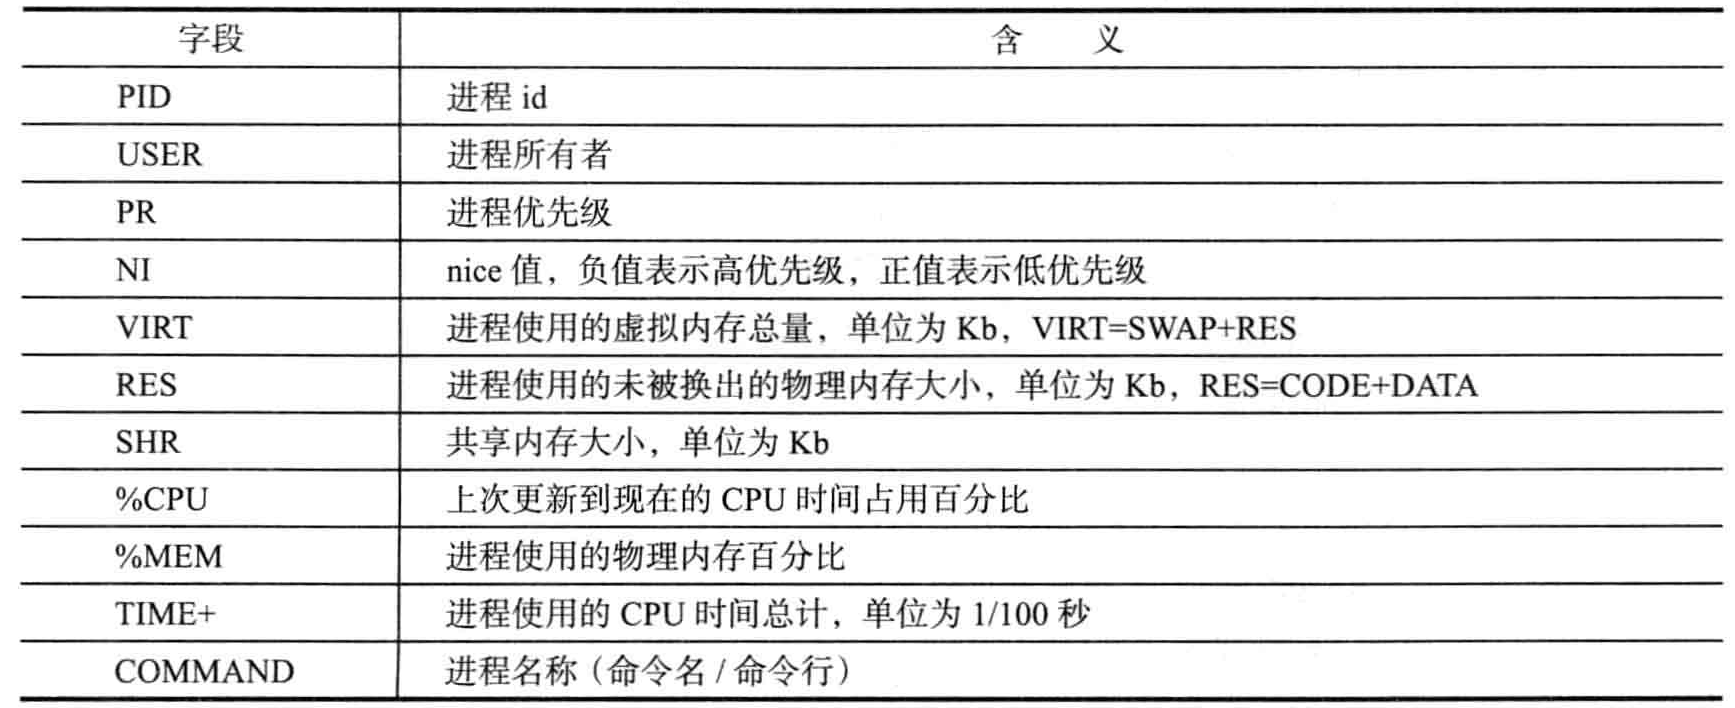 字段 含 义
PID 进程 id
USER 进程所有者
PR 进程优先级
NI nice 值，负值表示高优先级，正值表示低优先级
VIRT 进程使用的虚拟内存总量，单位为 Kb，VIRT=SWAP+RES
RES 进程使用的未被换出的物理内存大小，单位为 Kb，RES=CODE+DATA
SHR 共享内存大小，单位为 Kb
%CPU 上次更新到现在的 CPU 时间占用百分比
%MEM 进程使用的物理内存百分比
TIME+ 进程使用的 CPU 时间总计，单位为 1/100 秒
COMMAND 进程名称（命令名 / 命令行）